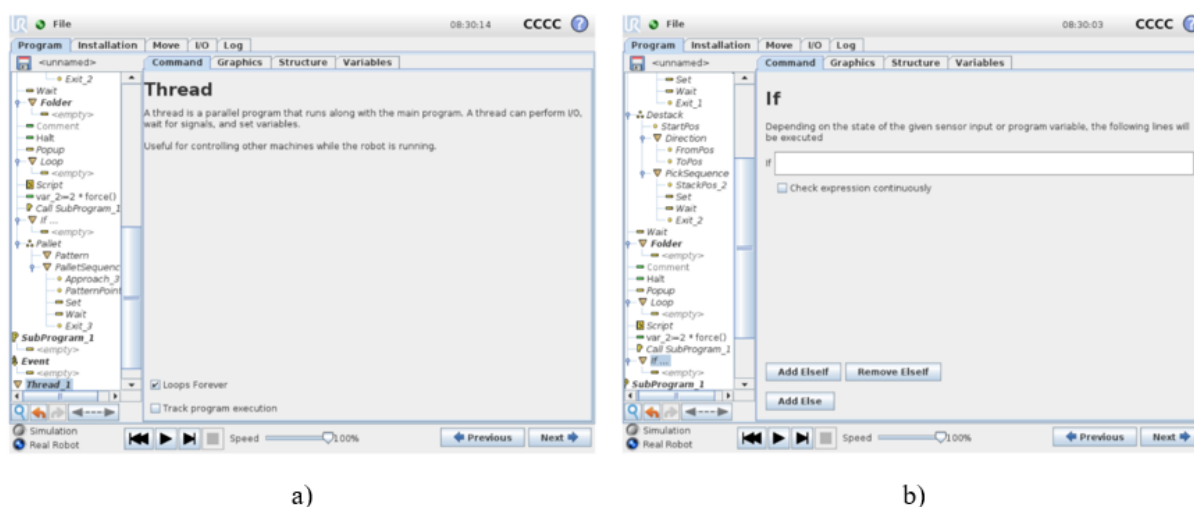 File
08:30:14
CCCC
?
Program Installation Move I/O Log
<unnamed>
Command Graphics Structure Variables
Exit_2
Wait
Folder
<empty>
Comment
Halt
Popup
Loop
<empty>
Script
var_2≔2 * force()
Call SubProgram_1
If ...
<empty>
Pallet
Pattern
PalletSequenc
Approach_3
PatternPoint
Set
Wait
Exit_3
SubProgram_1
<empty>
Event
<empty>
Thread_1
Thread
A thread is a parallel program that runs along with the main program. A thread can perform I/O,
wait for signals, and set variables.
Useful for controlling other machines while the robot is running.
Loops Forever
Track program execution
Simulation
Real Robot
Speed 100%
Previous Next
a)
File
08:30:03
CCCC
?
Program Installation Move I/O Log
<unnamed>
Command Graphics Structure Variables
Set
Wait
Exit_1
Destack
StartPos
Direction
FromPos
ToPos
PickSequence
StackPos_2
Set
Wait
Exit_2
Wait
Folder
<empty>
Comment
Halt
Popup
Loop
<empty>
Script
var_2≔2 * force()
Call SubProgram_1
If ...
<empty>
SubProgram_1
If
Depending on the state of the given sensor input or program variable, the following lines will
be executed
If
Check expression continuously
Add ElseIf Remove ElseIf
Add Else
Simulation
Real Robot
Speed 100%
Previous Next
b)